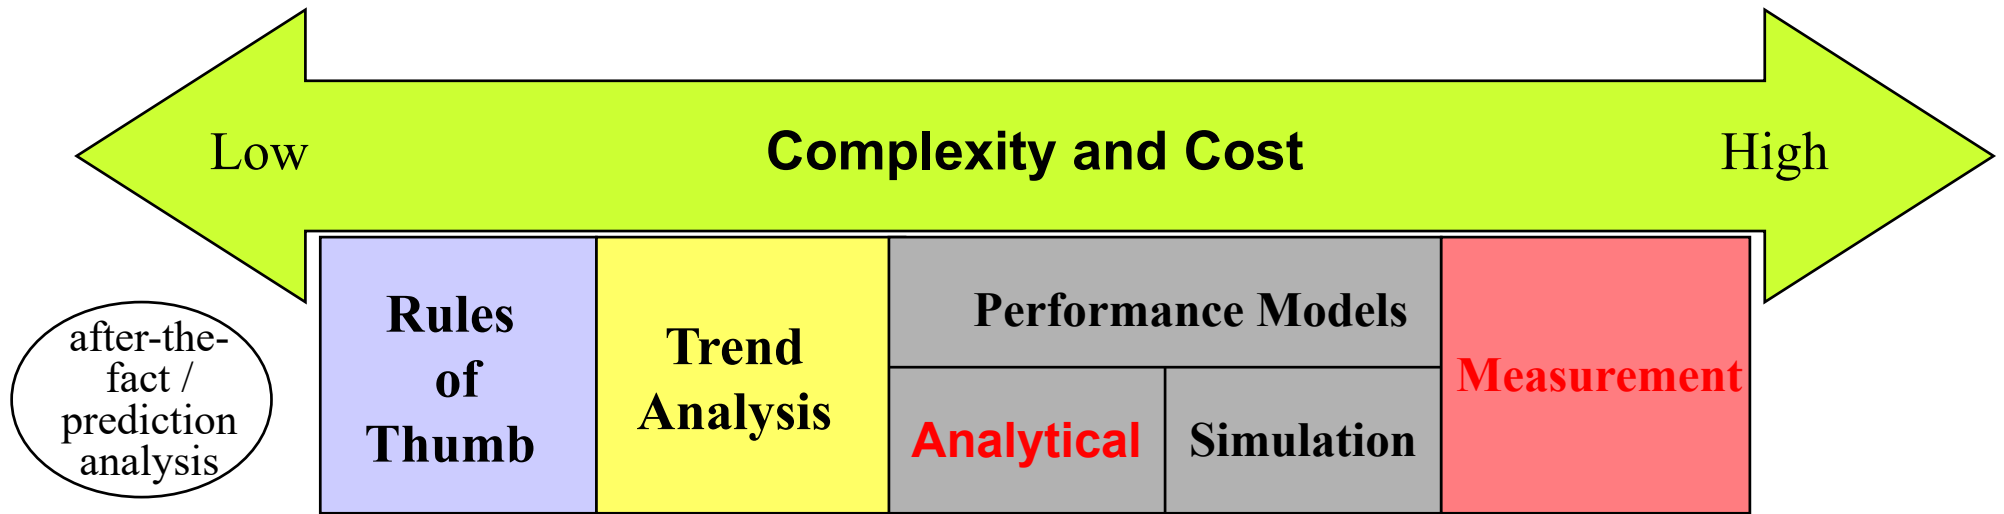 Low
Complexity and Cost
High
after-the-
fact /
prediction
analysis
Rules
of
Thumb
Trend
Analysis
Performance Models
Analytical
Simulation
Measurement